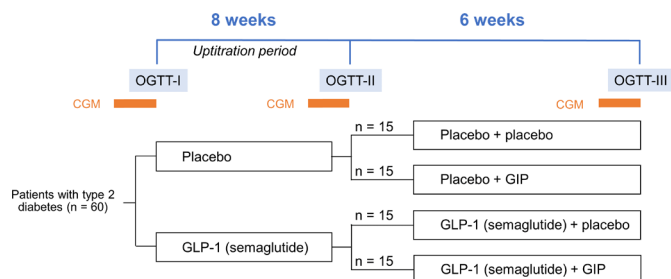 8 weeks
6 weeks
Uptitration period
OGTT-I
OGTT-II
OGTT-III
CGM
CGM
CGM
n = 15
Placebo + placebo
Placebo
n = 15
Placebo + GIP
Patients with type 2
diabetes (n = 60)
n = 15
GLP-1 (semaglutide) + placebo
GLP-1 (semaglutide)
n = 15
GLP-1 (semaglutide) + GIP